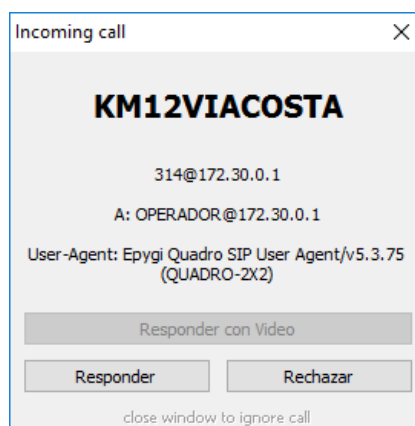 Incoming call
KM12VIACOSTA
314@172.30.0.1
A: OPERADOR@172.30.0.1
User-Agent: Epygi Quadro SIP User Agent/v5.3.75
(QUADRO-2X2)
Responder con Video
Responder
Rechazar
close window to ignore call